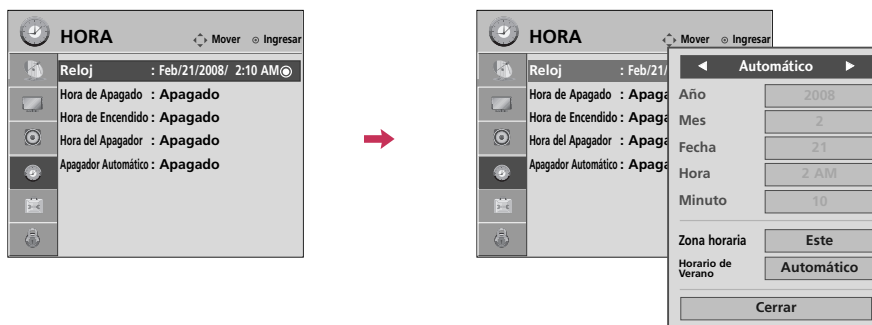 HORA
Mover Ingresar
Reloj : Feb/21/2008/ 2:10 AM
Hora de Apagado : Apagado
Hora de Encendido : Apagado
Hora del Apagador : Apagado
Apagador Automático : Apagado
HORA
Mover Ingresar
Reloj : Feb/21/
Hora de Apagado : Apaga
Hora de Encendido : Apaga
Hora del Apagador : Apaga
Apagador Automático : Apaga
Automático
Año 2008
Mes 2
Fecha 21
Hora 2 AM
Minuto 10
Zona horaria Este
Horario de
Verano Automático
Cerrar